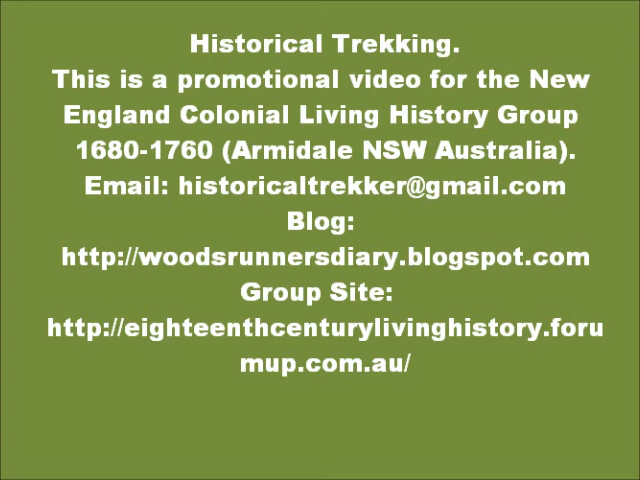 Historical Trekking.
This is a promotional video for the New
England Colonial Living History Group
1680-1760 (Armidale NSW Australia).
Email: historicaltrekker@gmail.com
Blog:
http://woodsrunnersdiary.blogspot.com
Group Site:
http://eighteenthcenturylivinghistory.foru
mup.com.au/